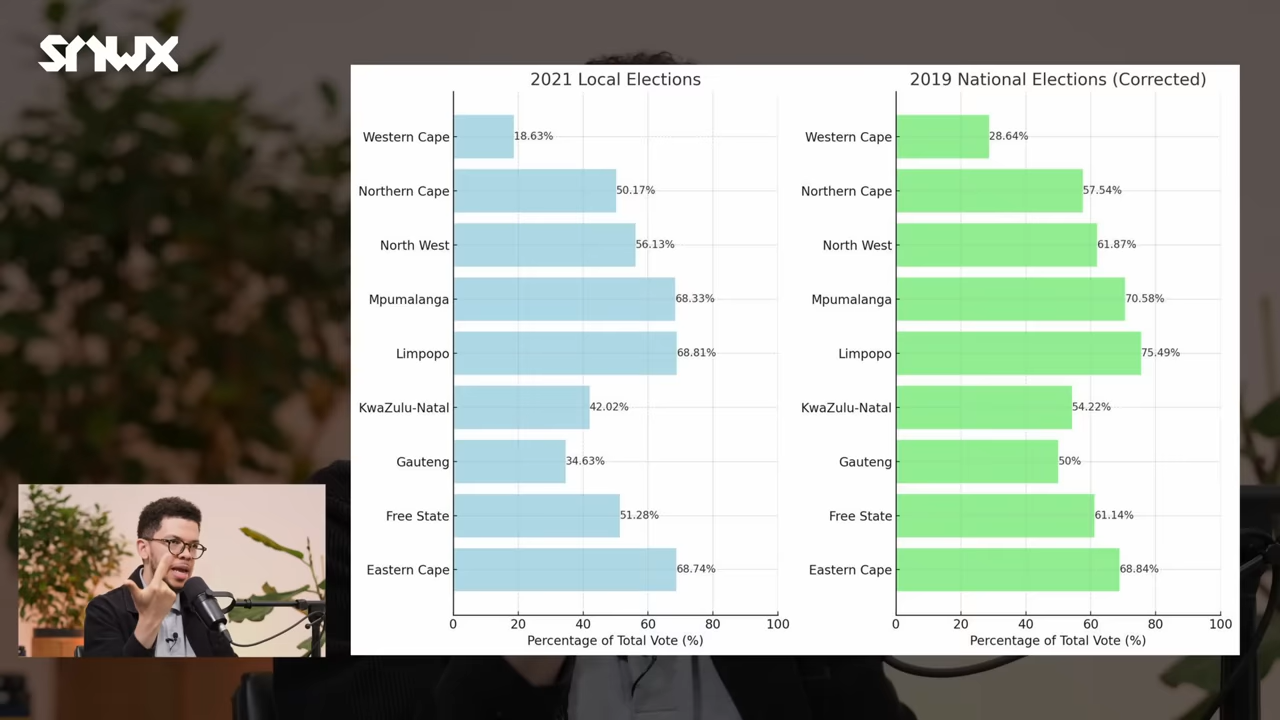 SMWX
2021 Local Elections
Western Cape 18.63%
Northern Cape 50.17%
North West 56.13%
Mpumalanga 68.33%
Limpopo 68.81%
KwaZulu-Natal 42.02%
Gauteng 34.63%
Free State 51.28%
Eastern Cape 68.74%
0 20 40 60 80 100
Percentage of Total Vote (%)
2019 National Elections (Corrected)
Western Cape 28.64%
Northern Cape 57.54%
North West 61.87%
Mpumalanga 70.58%
Limpopo 75.49%
KwaZulu-Natal 54.22%
Gauteng 50%
Free State 61.14%
Eastern Cape 68.84%
0 20 40 60 80 100
Percentage of Total Vote (%)